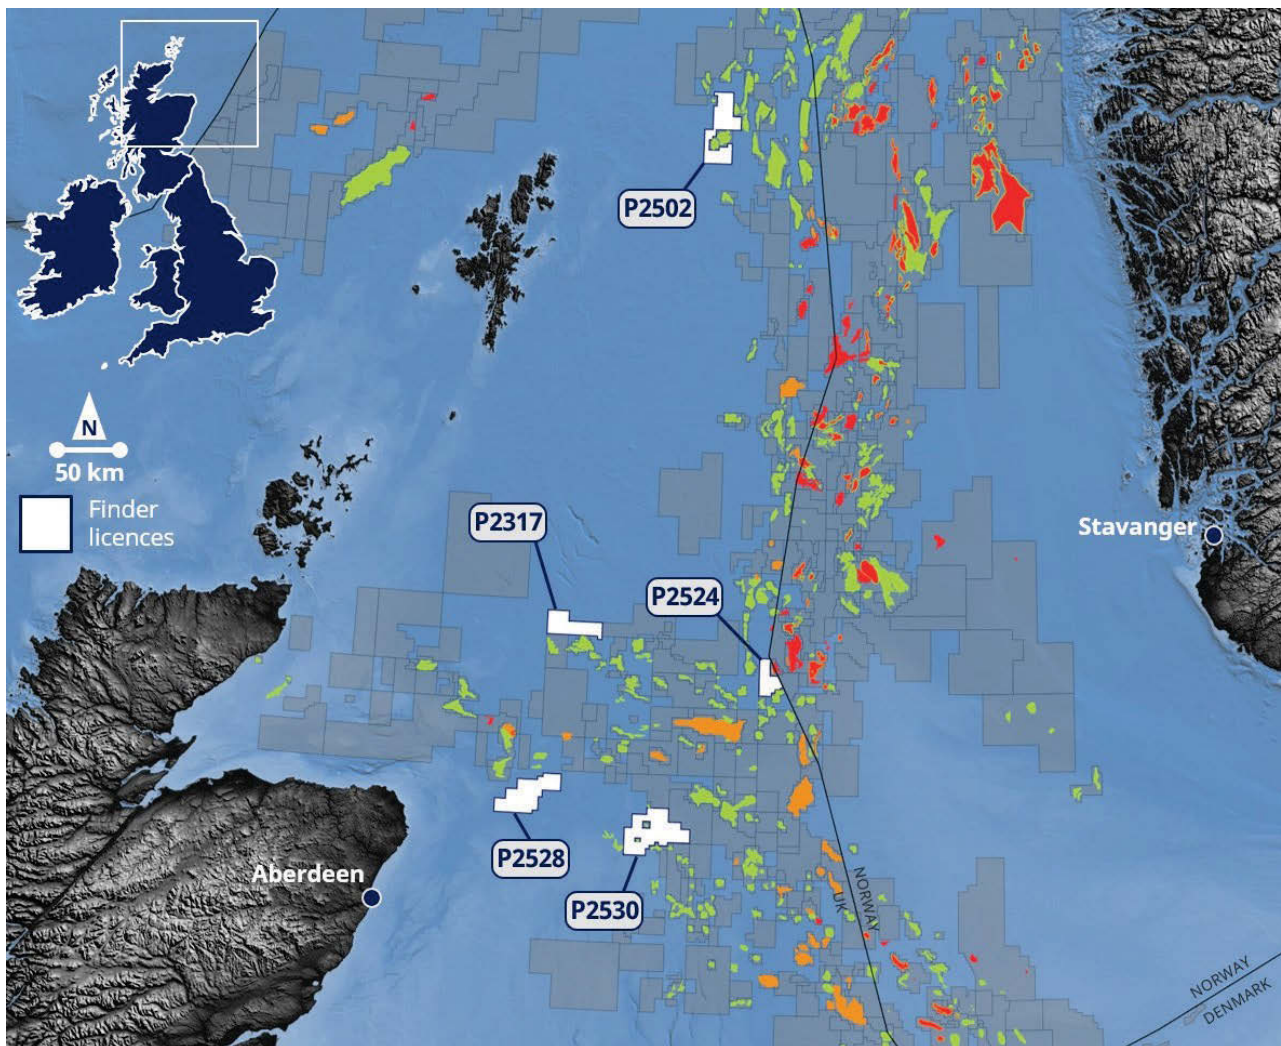 P2502
N
50 km
Finder
licences
P2317
Stavanger
P2524
P2528
Aberdeen
P2530
NORWAY
UK
NORWAY
DENMARK